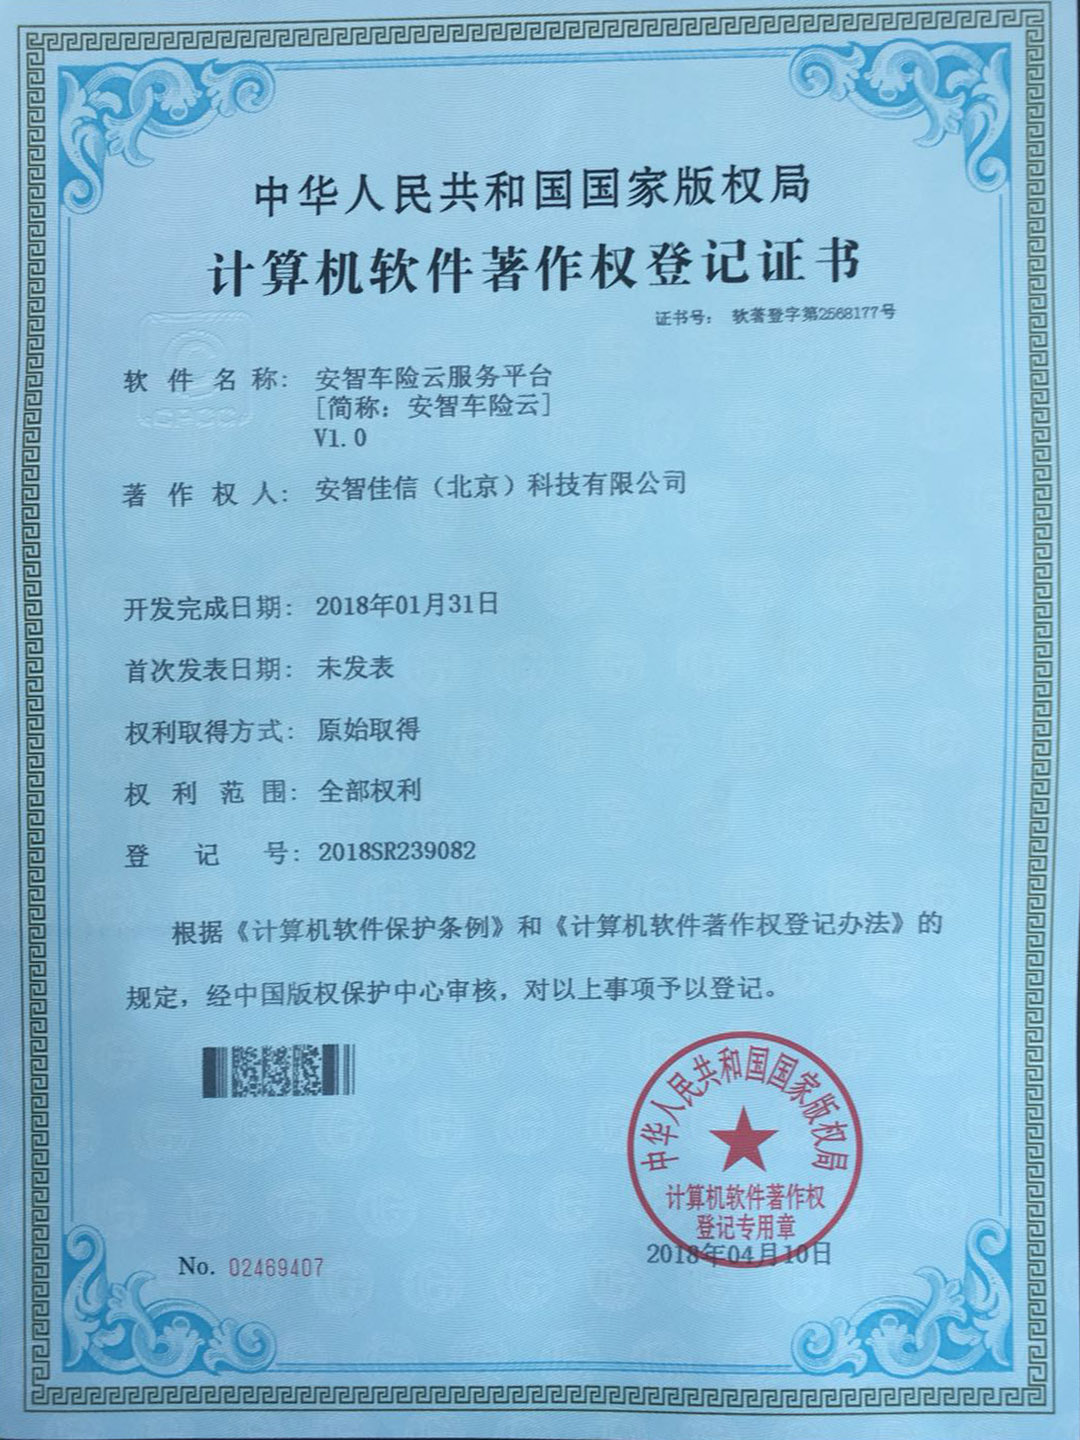 中华人民共和国国家版权局
计算机软件著作权登记证书
证书号： 软著登字第2568177号
CPCC
软件名称： 安智车险云服务平台
[简称：安智车险云]
V1.0
著作权人： 安智佳信（北京）科技有限公司
开发完成日期： 2018年01月31日
首次发表日期： 未发表
权利取得方式： 原始取得
权利范围： 全部权利
登记号： 2018SR239082
根据《计算机软件保护条例》和《计算机软件著作权登记办法》的
规定，经中国版权保护中心审核，对以上事项予以登记。
中华人民共和国国家版权局
计算机软件著作权
登记专用章
2018年04月10日
No. 02469407